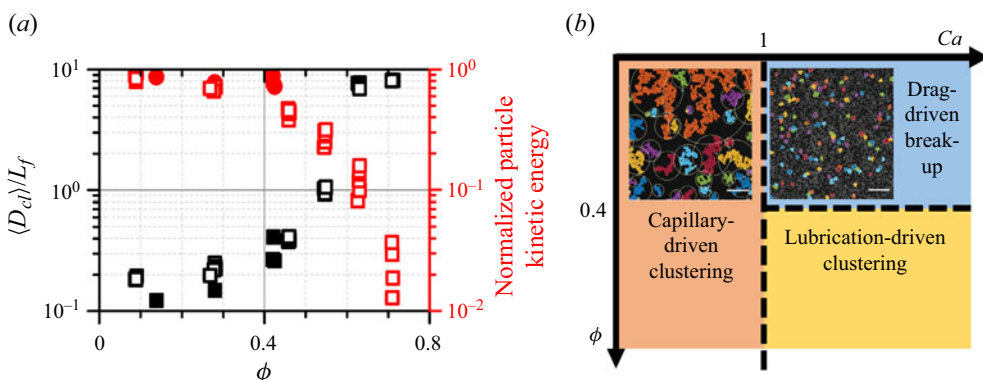 (a)
10^1
10^0
10^−1
⟨D_cl⟩/L_f
0
0.4
0.8
ϕ
10^0
10^−1
10^−2
Normalized particle
kinetic energy
(b)
1
Ca
0.4
ϕ
Drag-
driven
break-
up
Capillary-
driven
clustering
Lubrication-driven
clustering